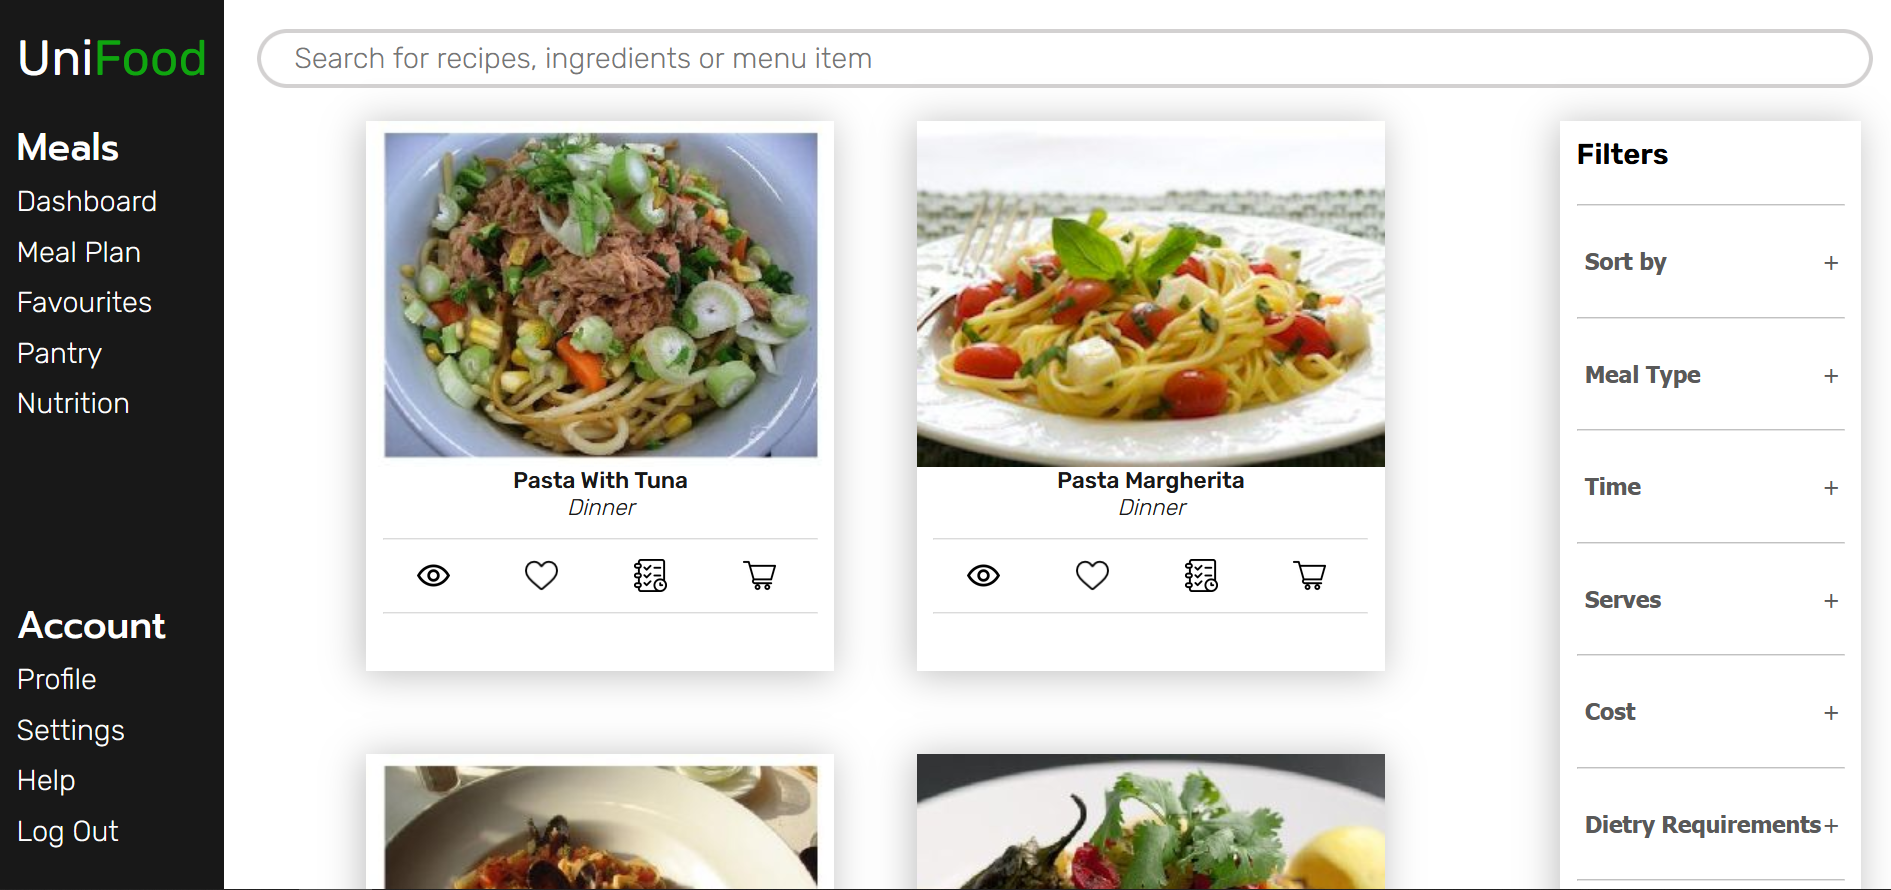 UniFood
Meals
Dashboard
Meal Plan
Favourites
Pantry
Nutrition
Account
Profile
Settings
Help
Log Out
Search for recipes, ingredients or menu item
Pasta With Tuna
Dinner
Pasta Margherita
Dinner
Filters
Sort by +
Meal Type +
Time +
Serves +
Cost +
Dietry Requirements +